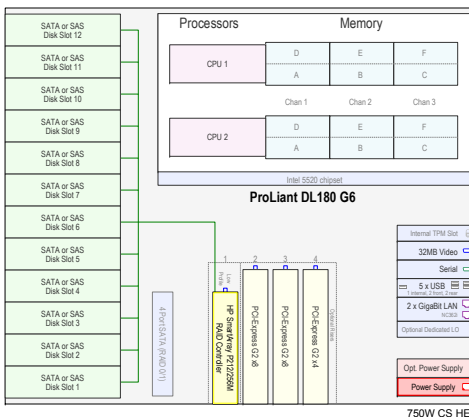 SATA or SAS
Disk Slot 12
SATA or SAS
Disk Slot 11
SATA or SAS
Disk Slot 10
SATA or SAS
Disk Slot 9
SATA or SAS
Disk Slot 8
SATA or SAS
Disk Slot 7
SATA or SAS
Disk Slot 6
SATA or SAS
Disk Slot 5
SATA or SAS
Disk Slot 4
SATA or SAS
Disk Slot 3
SATA or SAS
Disk Slot 2
SATA or SAS
Disk Slot 1
Processors
Memory
CPU 1
D E F
A B C
Chan 1 Chan 2 Chan 3
CPU 2
D E F
A B C
Intel 5520 chipset
ProLiant DL180 G6
4 Port SATA (RAID 0/1)
1
Low
Profile
HP SmartArray P212/256M
RAID Controller
2
PCI-Express G2 x8
3
PCI-Express G2 x8
4
PCI-Express G2 x4
Optional Risers
Internal TPM Slot
32MB Video
Serial
5 x USB
1 internal, 2 front, 2 rear
2 x GigaBit LAN
NC362i
Optional Dedicated LO
Opt. Power Supply
Power Supply
750W CS HE